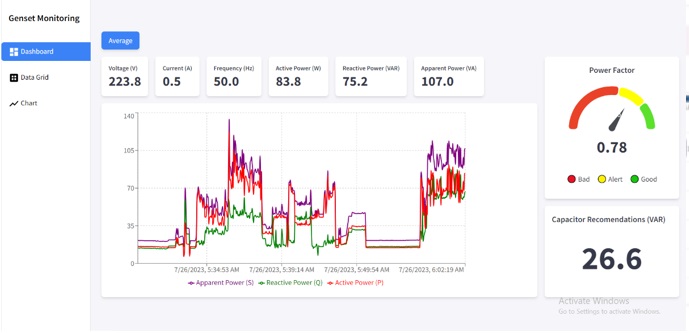 Genset Monitoring
Dashboard
Data Grid
Chart
Average
Voltage (V)
223.8
Current (A)
0.5
Frequency (Hz)
50.0
Active Power (W)
83.8
Reactive Power (VAR)
75.2
Apparent Power (VA)
107.0
140
105
70
35
0
7/26/2023, 5:34:53 AM
7/26/2023, 5:39:14 AM
7/26/2023, 5:49:54 AM
7/26/2023, 6:02:19 AM
Apparent Power (S)
Reactive Power (Q)
Active Power (P)
Power Factor
0.78
Bad
Alert
Good
Capacitor Recomendations (VAR)
26.6
Activate Windows
Go to Settings to activate Windows.